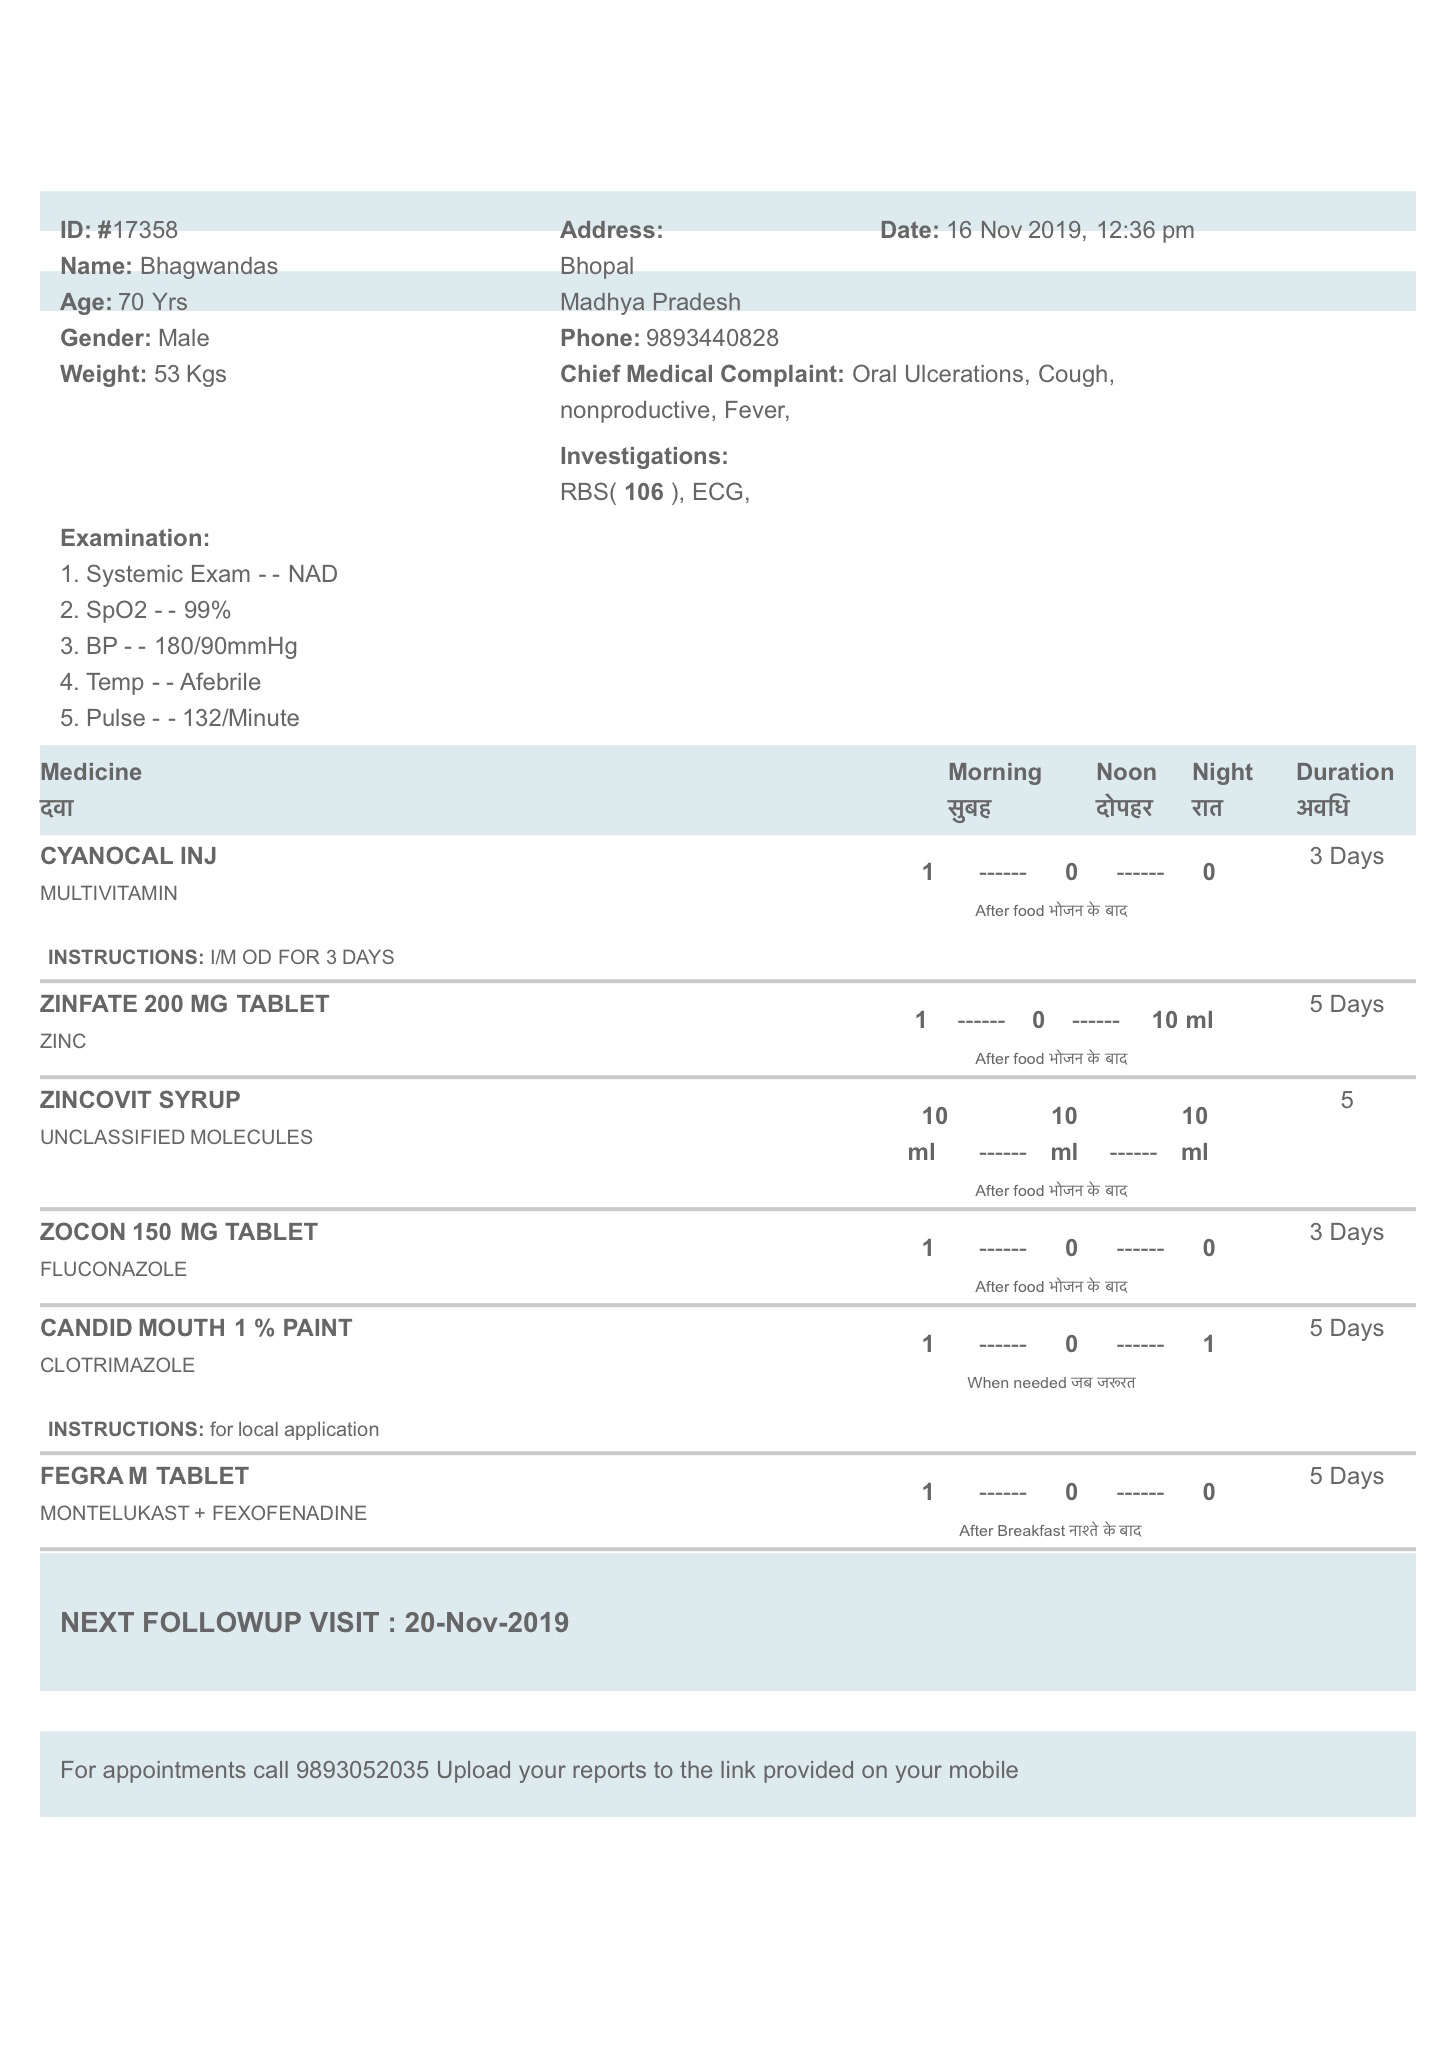 ID: #17358
Address:
Date: 16 Nov 2019, 12:36 pm
Name: Bhagwandas
Bhopal
Age: 70 Yrs
Madhya Pradesh
Gender: Male
Phone: 9893440828
Weight: 53 Kgs
Chief Medical Complaint: Oral Ulcerations, Cough,
nonproductive, Fever,
Investigations:
RBS( 106 ), ECG,
Examination:
1. Systemic Exam - - NAD
2. SpO2 - - 99%
3. BP - - 180/90mmHg
4. Temp - - Afebrile
5. Pulse - - 132/Minute
Medicine Morning Noon Night Duration
दवा सुबह दोपहर रात अवधि
CYANOCAL INJ 3 Days
1 ------ 0 ------ 0
MULTIVITAMIN
After food भोजन के बाद
INSTRUCTIONS: I/M OD FOR 3 DAYS
ZINFATE 200 MG TABLET 5 Days
1 ------ 0 ------ 10 ml
ZINC
After food भोजन के बाद
ZINCOVIT SYRUP 5
10 10 10
UNCLASSIFIED MOLECULES
ml ------ ml ------ ml
After food भोजन के बाद
ZOCON 150 MG TABLET 3 Days
1 ------ 0 ------ 0
FLUCONAZOLE
After food भोजन के बाद
CANDID MOUTH 1 % PAINT 5 Days
1 ------ 0 ------ 1
CLOTRIMAZOLE
When needed जब जरूरत
INSTRUCTIONS: for local application
FEGRA M TABLET 5 Days
1 ------ 0 ------ 0
MONTELUKAST + FEXOFENADINE
After Breakfast नाश्ते के बाद
NEXT FOLLOWUP VISIT : 20-Nov-2019
For appointments call 9893052035 Upload your reports to the link provided on your mobile